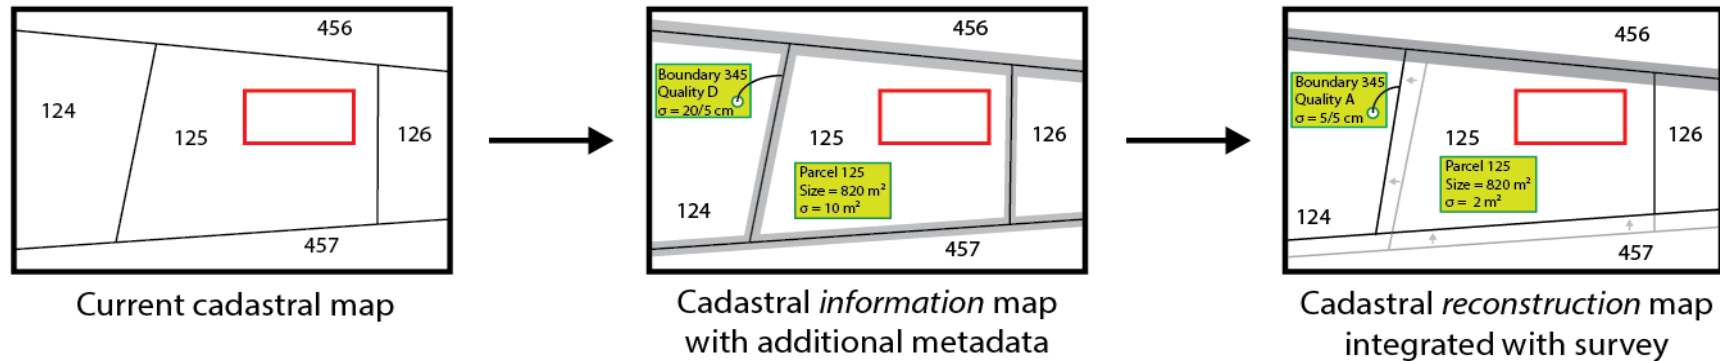 456
124
125
126
457
Current cadastral map
456
Boundary 345
Quality D
σ = 20/5 cm
125
126
Parcel 125
Size = 820 m²
σ = 10 m²
124
457
Cadastral information map
with additional metadata
456
Boundary 345
Quality A
σ = 5/5 cm
125
126
Parcel 125
Size = 820 m²
σ = 2 m²
124
457
Cadastral reconstruction map
integrated with survey